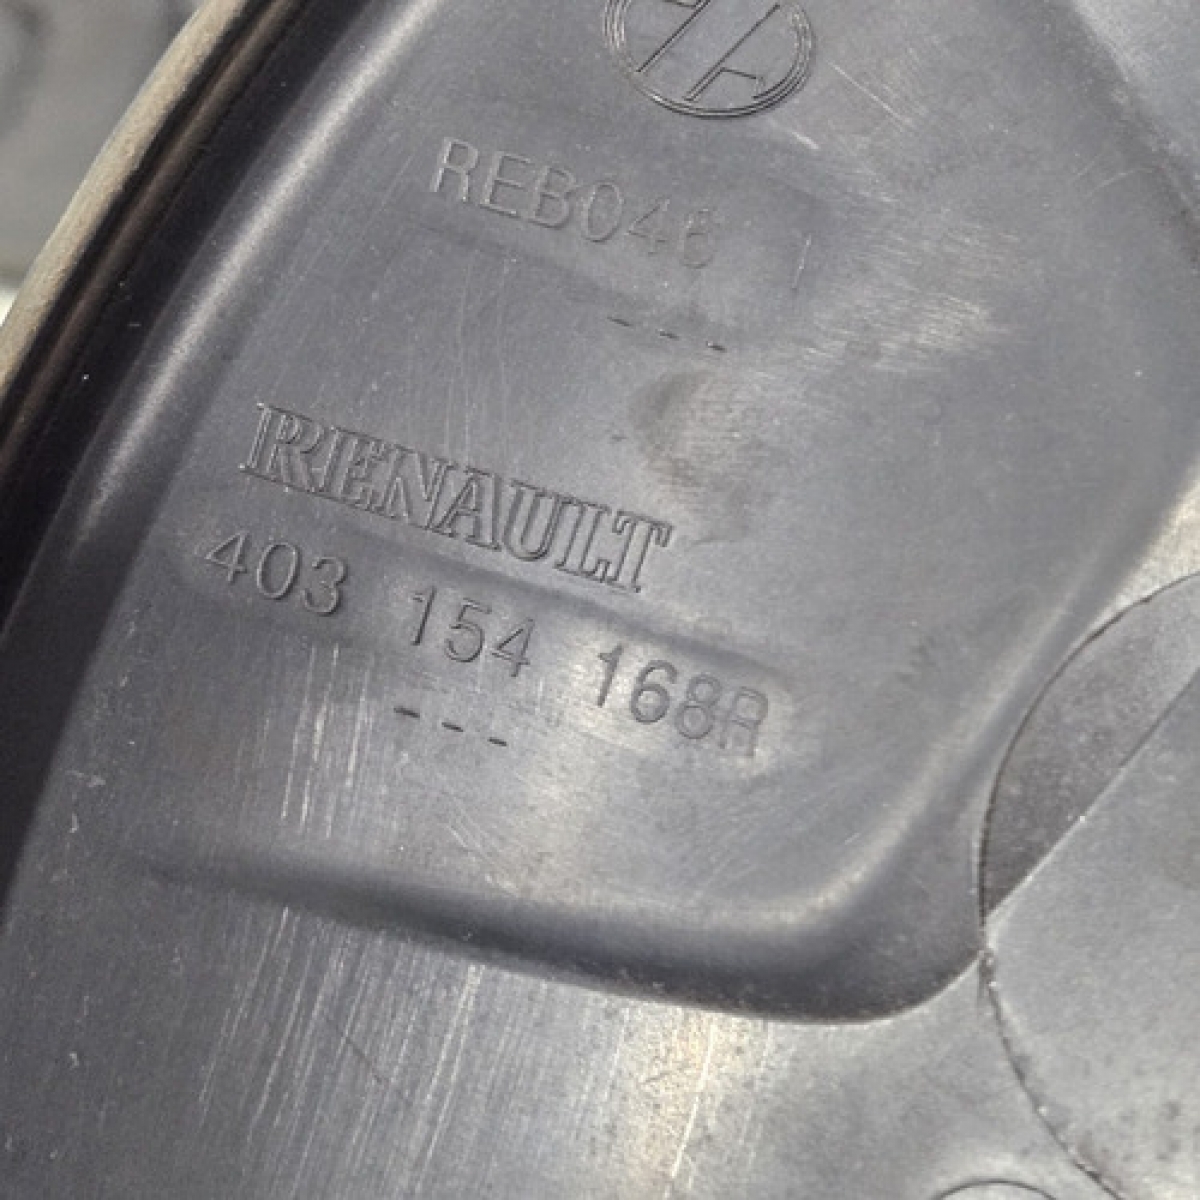 REB046
---
RENAULT
403 154 168R
---